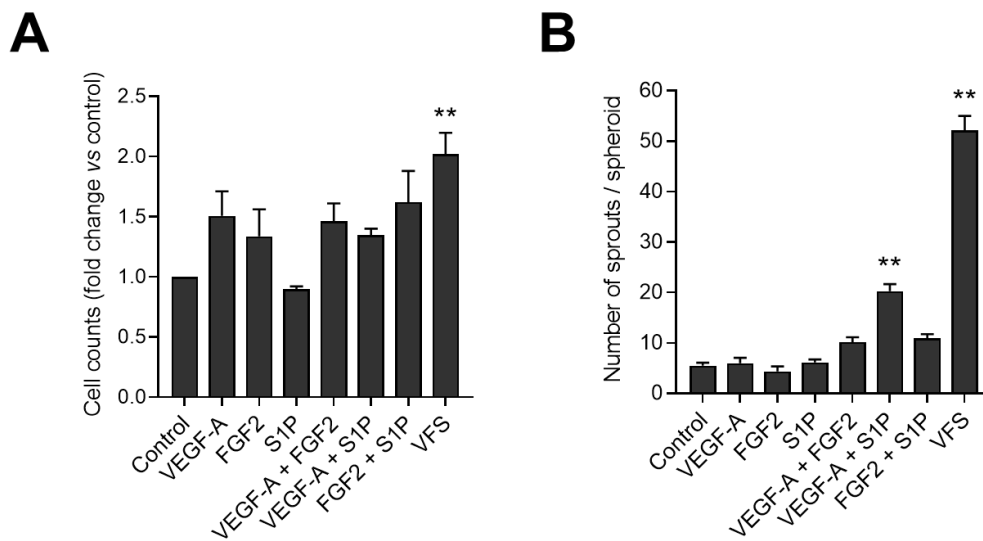 A
Cell counts (fold change vs control)
2.5
2.0
1.5
1.0
0.5
0.0
**
Control
VEGF-A
FGF2
S1P
VEGF-A + FGF2
VEGF-A + S1P
FGF2 + S1P
VFS
B
Number of sprouts / spheroid
60
50
40
30
20
10
0
**
**
Control
VEGF-A
FGF2
S1P
VEGF-A + FGF2
VEGF-A + S1P
FGF2 + S1P
VFS